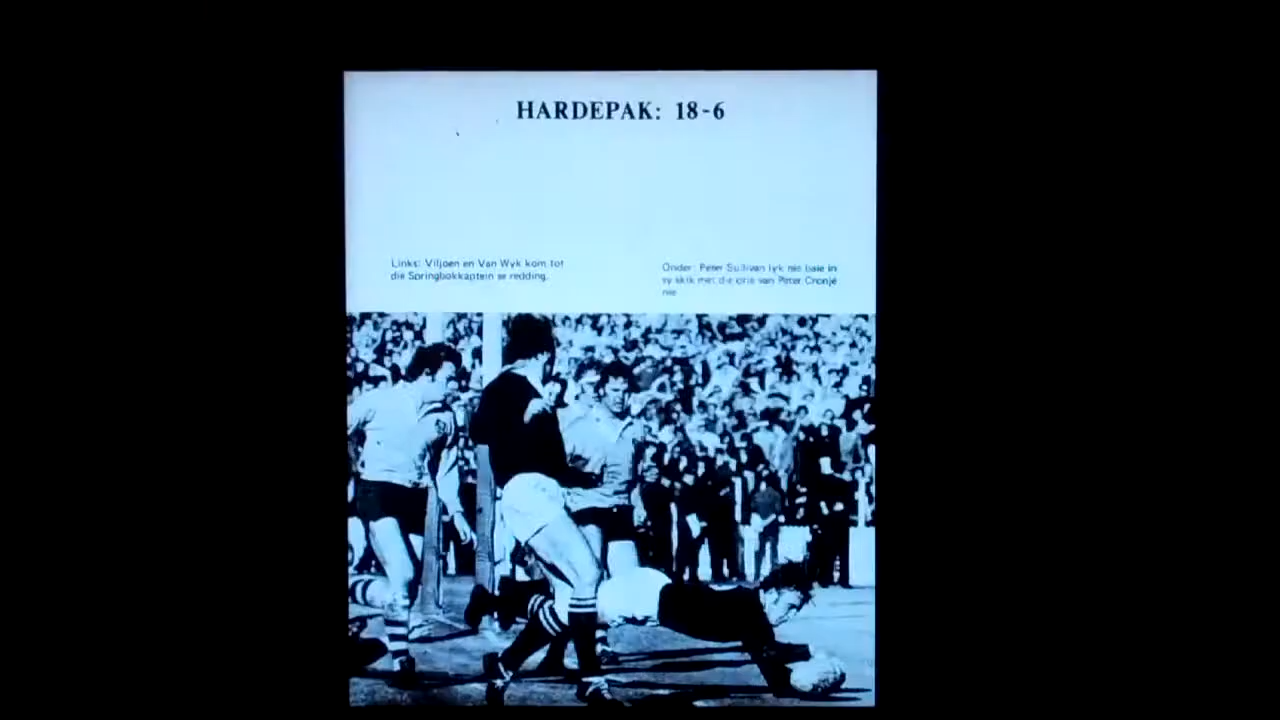 HARDEPAK: 18-6
Links: Viljoen en Van Wyk kom tot
die Springbokkaptein se redding.
Onder: Peter Sullivan lyk nie baie in
sy skik met die drie van Peter Cronjé
nie